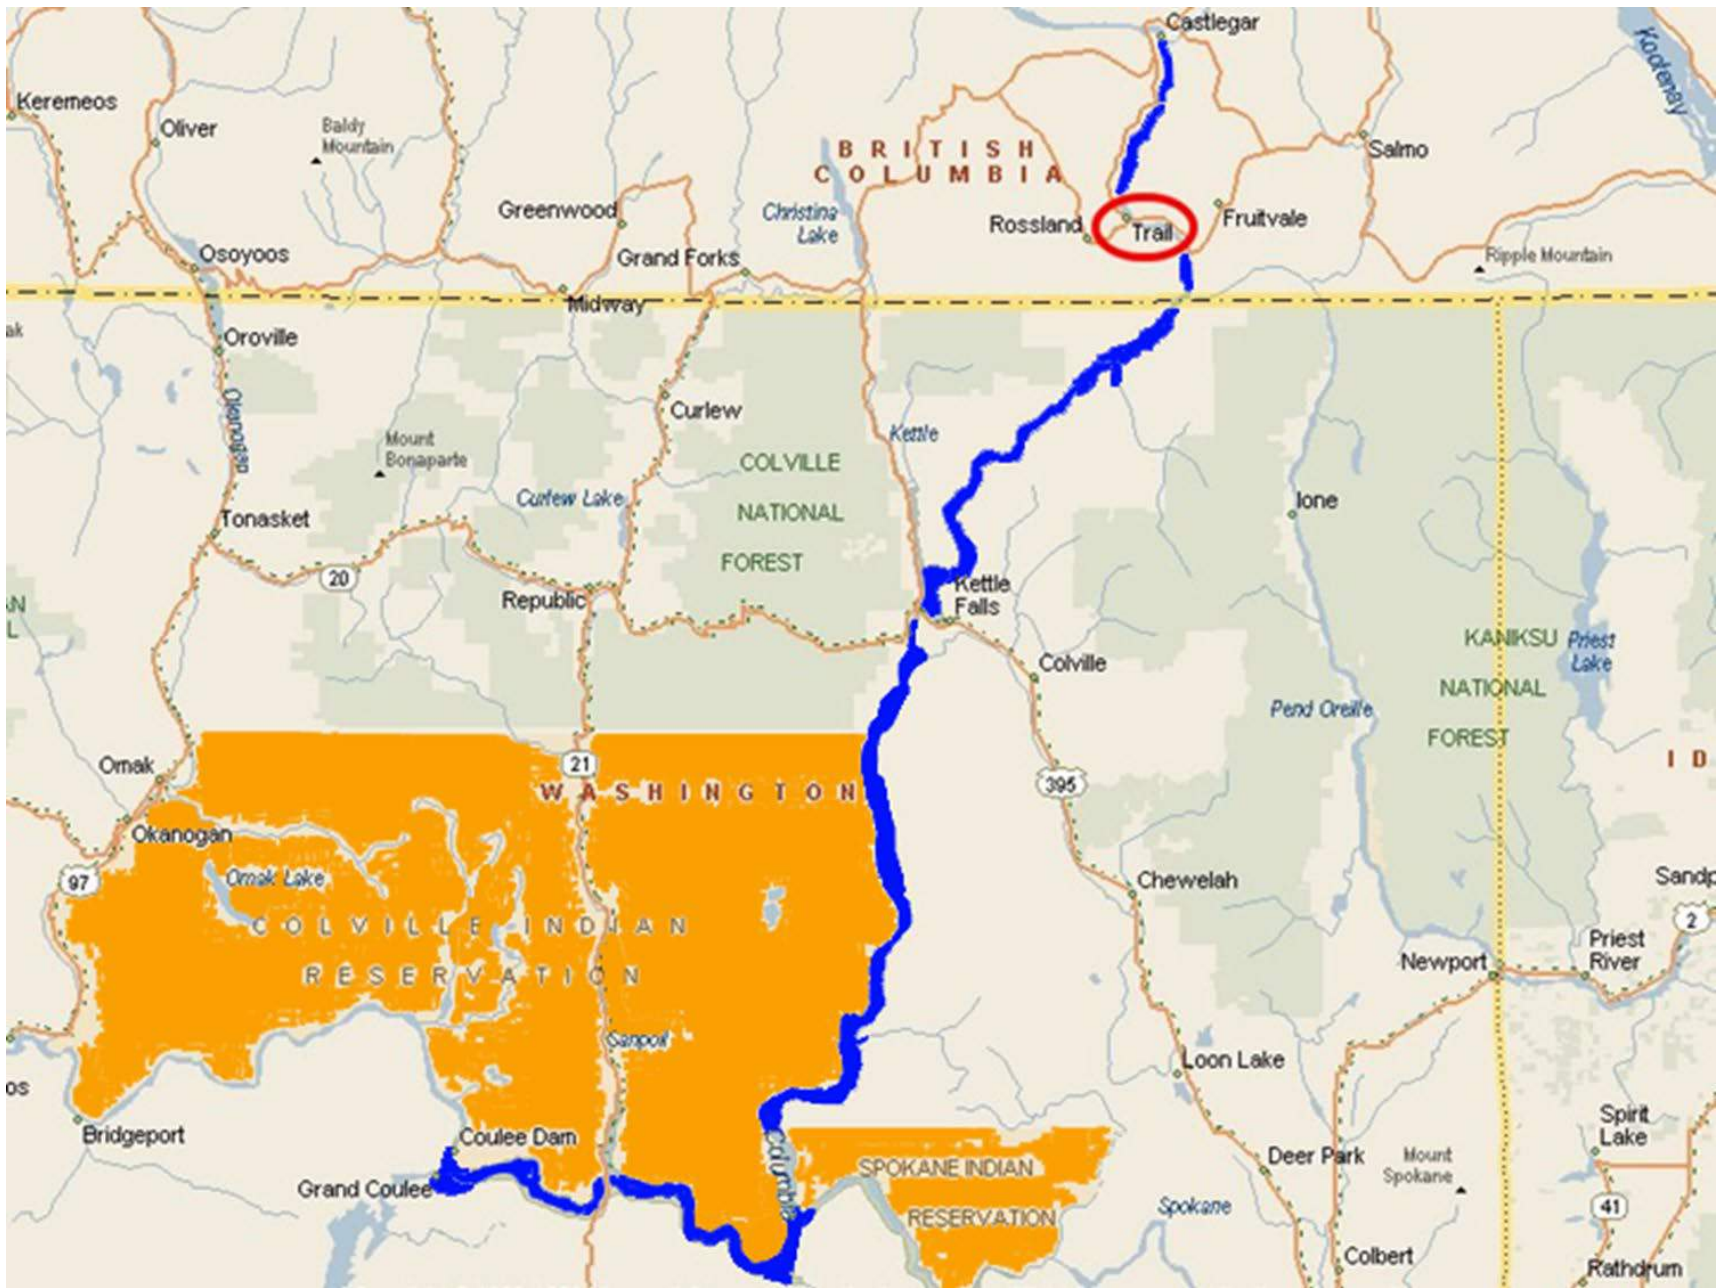 Castlegar
Kootenay
Keremeos
Oliver
Baldy
Mountain
BRITISH
COLUMBIA
Salmo
Greenwood
Christina
Lake
Rossland
Trail
Fruitvale
Osoyoos
Grand Forks
Ripple Mountain
Midway
ak
Oroville
Okanogan
Curlew
Kettle
Mount
Bonaparte
COLVILLE
NATIONAL
FOREST
Curlew Lake
Ione
Tonasket
20
Republic
Kettle
Falls
AN
L
KANIKSU
NATIONAL
FOREST
Priest
Lake
Colville
Pend Oreille
Omak
21
WASHINGTON
395
ID
Okanogan
97
Omak Lake
Chewelah
Sandp
2
COLVILLE INDIAN
RESERVATION
Newport
Priest
River
Sanpoil
Loon Lake
os
Bridgeport
Coulee Dam
Columbia
Spirit
Lake
Deer Park
Mount
Spokane
SPOKANE INDIAN
RESERVATION
Grand Coulee
Spokane
41
Colbert
Rathdrum